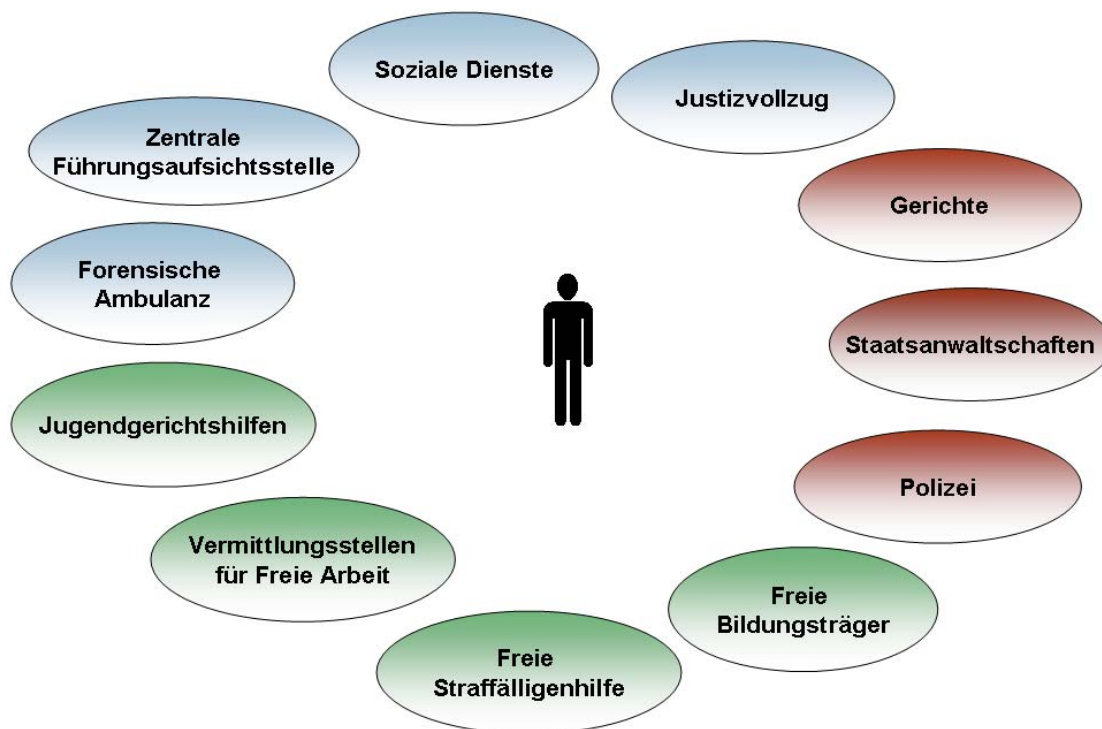 Soziale Dienste
Justizvollzug
Zentrale
Führungsaufsichtsstelle
Gerichte
Forensische
Ambulanz
Staatsanwaltschaften
Jugendgerichtshilfen
Polizei
Vermittlungsstellen
für Freie Arbeit
Freie
Bildungsträger
Freie
Straffälligenhilfe